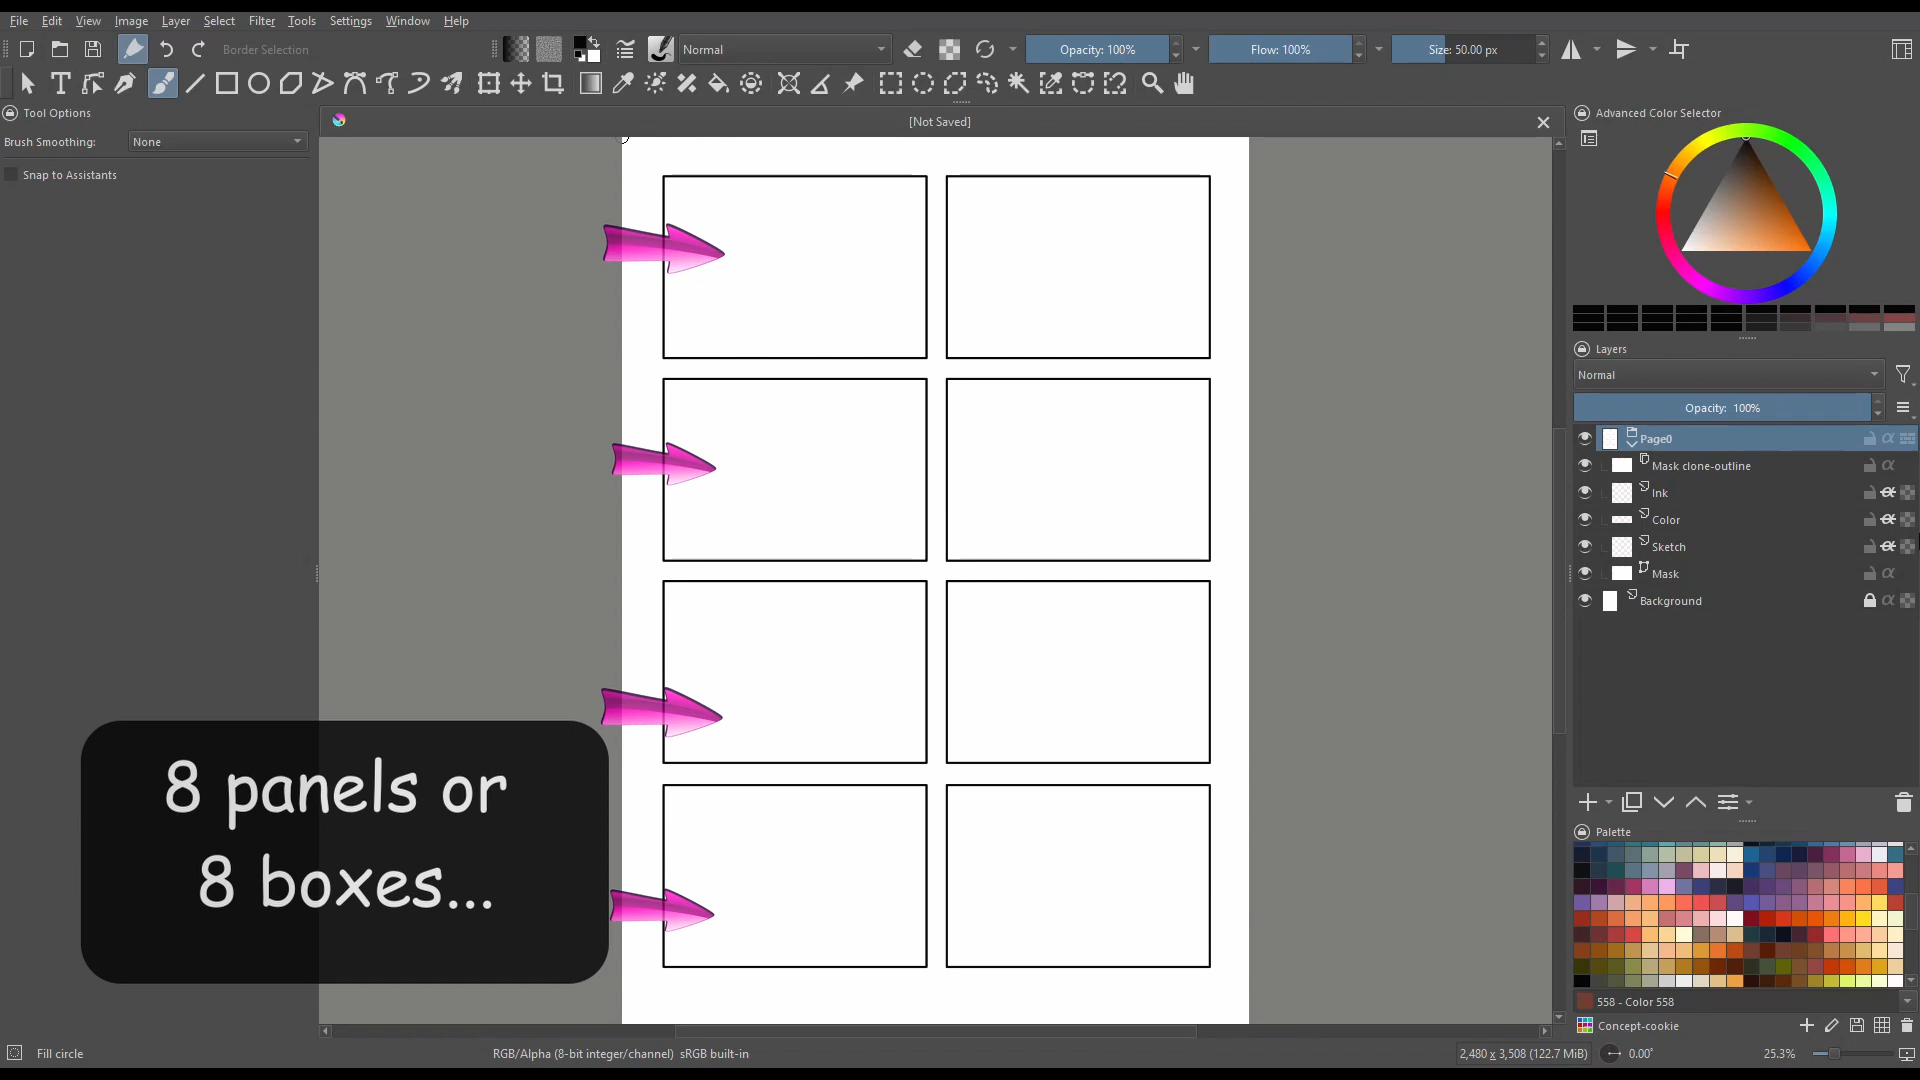 File Edit View Image Layer Select Filter Tools Settings Window Help
Border Selection
Normal
Opacity: 100%
Flow: 100%
Size: 50.00 px
Tool Options
Brush Smoothing: None
Snap to Assistants
[Not Saved]
8 panels or
8 boxes...
Advanced Color Selector
Layers
Normal
Opacity: 100%
Page0
Mask clone-outline
Ink
Color
Sketch
Mask
Background
Palette
558 - Color 558
Concept-cookie
Fill circle
RGB/Alpha (8-bit integer/channel) sRGB built-in
2,480 x 3,508 (122.7 MiB)
0.00°
25.3%